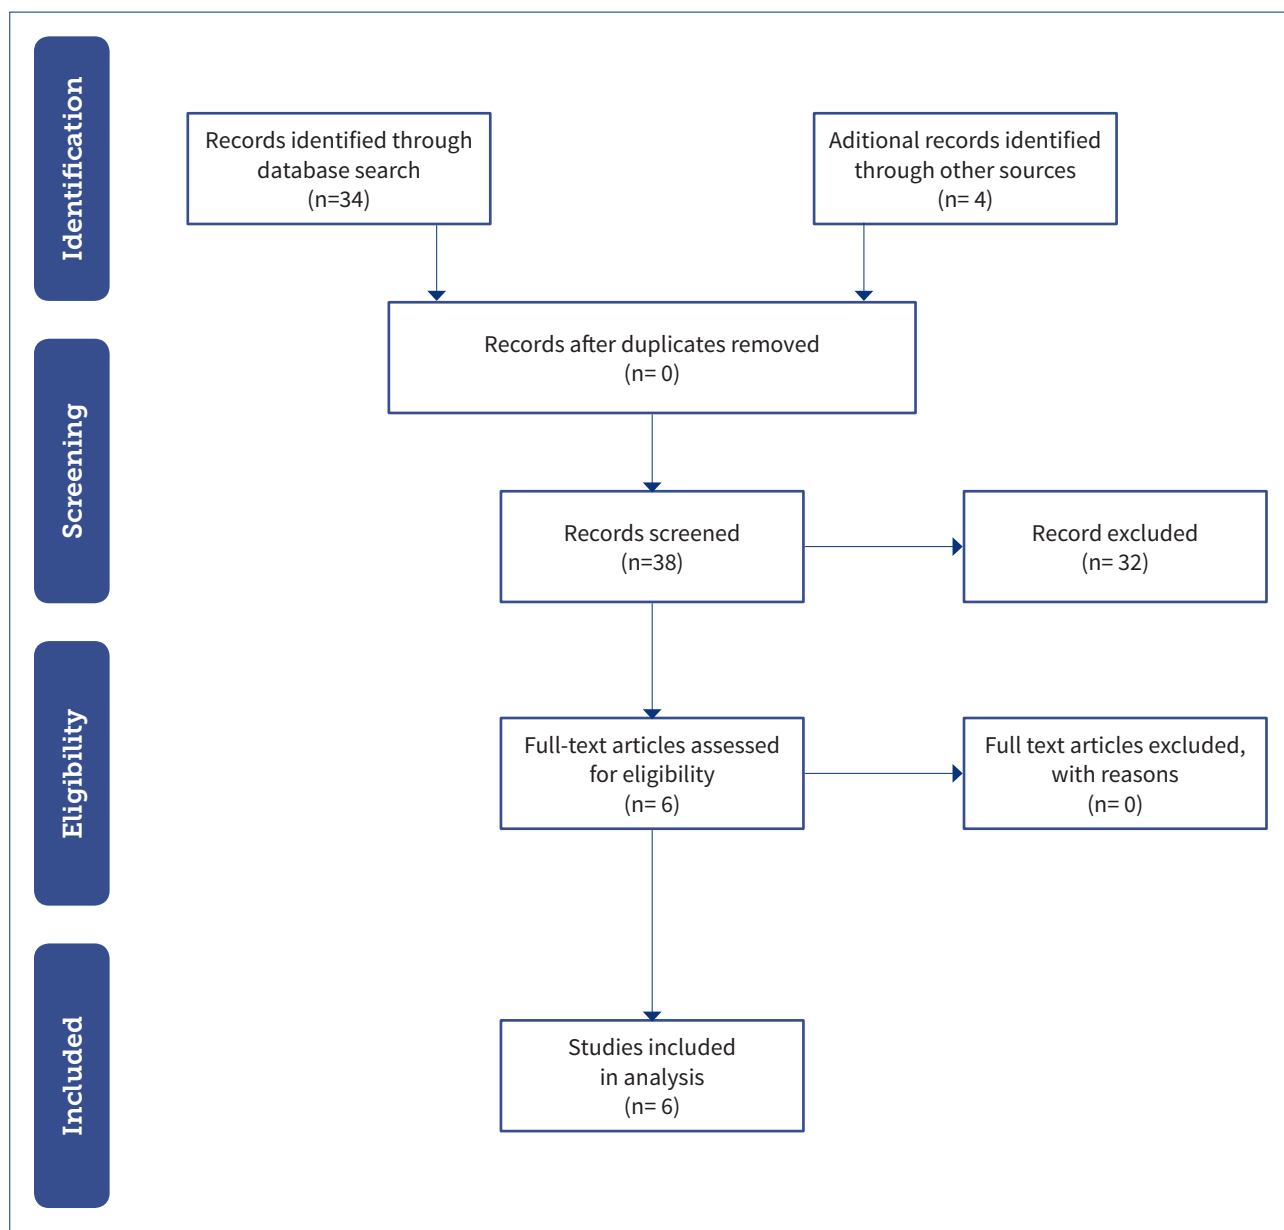 Identification
Records identified through
database search
(n=34)
Aditional records identified
through other sources
(n= 4)
Records after duplicates removed
(n= 0)
Screening
Records screened
(n=38)
Record excluded
(n= 32)
Eligibility
Full-text articles assessed
for eligibility
(n= 6)
Full text articles excluded,
with reasons
(n= 0)
Included
Studies included
in analysis
(n= 6)